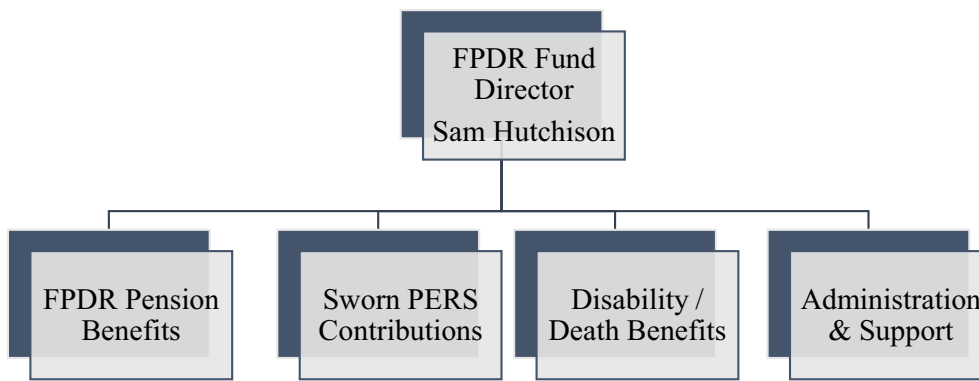 FPDR Fund
Director
Sam Hutchison
FPDR Pension
Benefits
Sworn PERS
Contributions
Disability /
Death Benefits
Administration
& Support